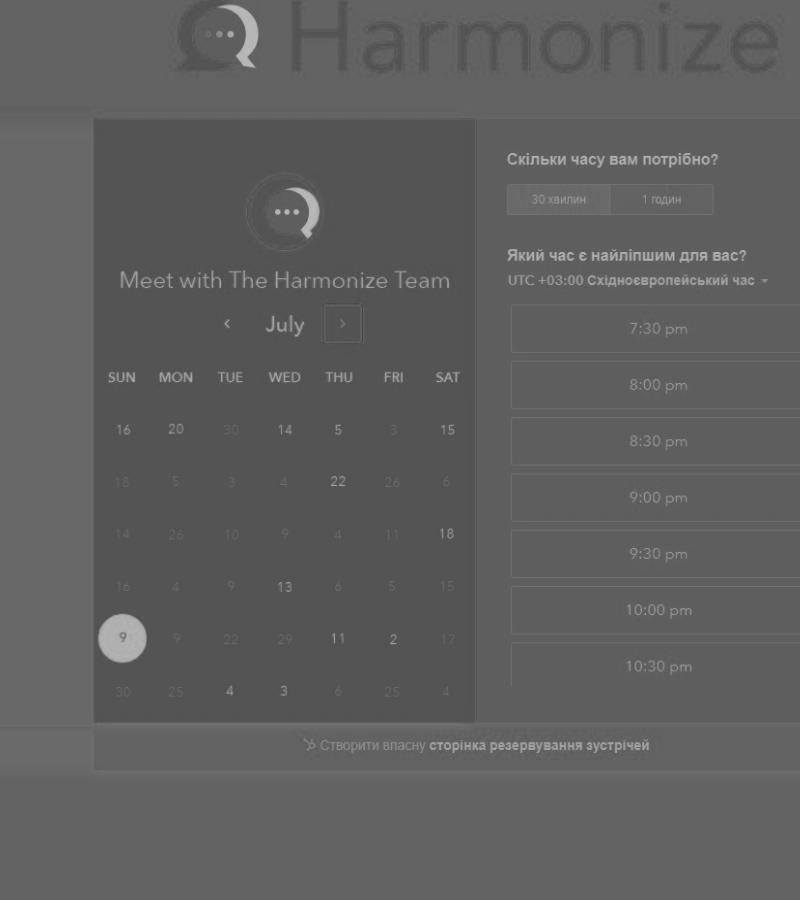 Harmonize
Meet with The Harmonize Team
July
SUN MON TUE WED THU FRI SAT
16 20 30 14 5 3 15
18 5 3 4 22 26 6
14 26 10 9 4 11 18
16 4 9 13 6 5 15
9 9 22 29 11 2 17
30 25 4 3 6 25 4
Скільки часу вам потрібно?
30 хвилин 1 годин
Який час є найліпшим для вас?
UTC +03:00 Східноєвропейський час
7:30 pm
8:00 pm
8:30 pm
9:00 pm
9:30 pm
10:00 pm
10:30 pm
Створити власну сторінка резервування зустрічей